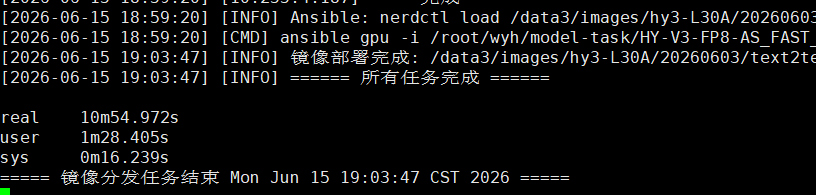 [2026-06-15 18:59:20] [INFO] Ansible: nerdctl load /data3/images/hy3-L30A/20260603
[2026-06-15 18:59:20] [CMD] ansible gpu -i /root/wyh/model-task/HY-V3-FP8-AS_FAST_
[2026-06-15 19:03:47] [INFO] 镜像部署完成: /data3/images/hy3-L30A/20260603/text2te
[2026-06-15 19:03:47] [INFO] ====== 所有任务完成 ======
real 10m54.972s
user 1m28.405s
sys 0m16.239s
===== 镜像分发任务结束 Mon Jun 15 19:03:47 CST 2026 =====